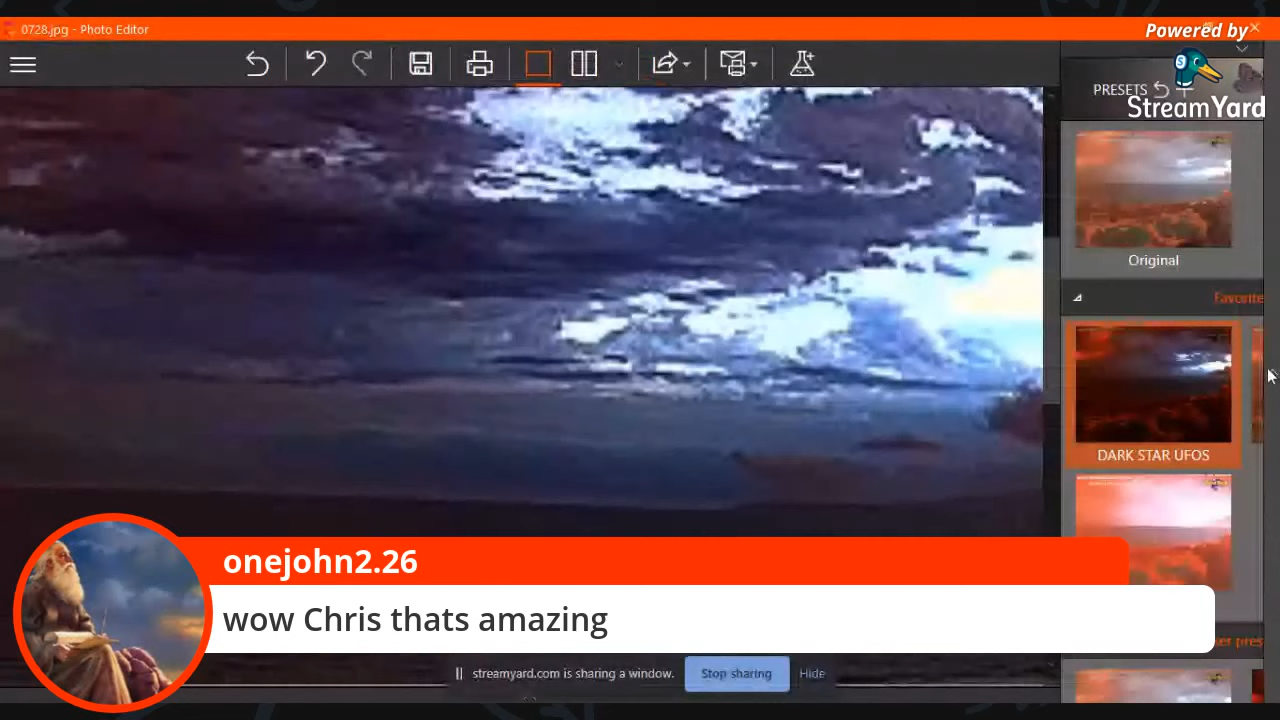 0728.jpg - Photo Editor
Powered by
StreamYard
PRESETS
Original
Favorite
DARK STAR UFOS
onejohn2.26
wow Chris thats amazing
streamyard.com is sharing a window.
Stop sharing
Hide